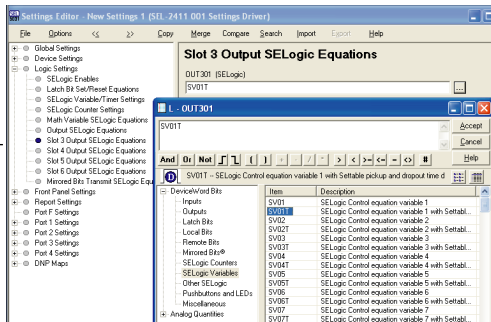 Settings Editor - New Settings 1 (SEL-2411 001 Settings Driver)
File Options << >> Copy Merge Compare Search Import Export Help
Global Settings
Device Settings
Logic Settings
SELogic Enables
Latch Bit Set/Reset Equations
SELogic Variable/Timer Settings
SELogic Counter Settings
Math Variable SELogic Equations
Output SELogic Equations
Slot 3 Output SELogic Equations
Slot 4 Output SELogic Equations
Slot 5 Output SELogic Equations
Slot 6 Output SELogic Equations
Mirrored Bits Transmit SELogic Equ
Front Panel Settings
Report Settings
Port F Settings
Port 1 Settings
Port 2 Settings
Port 3 Settings
Port 4 Settings
DNP Maps
Slot 3 Output SELogic Equations
OUT301 (SELogic)
SV01T
...
L - OUT301
SV01T
Accept
Cancel
Help
And Or Not ( ) + - / * > < >= <= = <> #
SV01T - SELogic Control equation variable 1 with Settable pickup and dropout time d
DeviceWord Bits
Inputs
Outputs
Latch Bits
Local Bits
Remote Bits
Mirrored Bits®
SELogic Counters
SELogic Variables
Other SELogic
Pushbuttons and LEDs
Miscellaneous
Analog Quantities
Item Description
SV01 SELogic Control equation variable 1
SV01T SELogic Control equation variable 1 with Settabl...
SV02 SELogic Control equation variable 2
SV02T SELogic Control equation variable 2 with Settabl...
SV03 SELogic Control equation variable 3
SV03T SELogic Control equation variable 3 with Settabl...
SV04 SELogic Control equation variable 4
SV04T SELogic Control equation variable 4 with Settabl...
SV05 SELogic Control equation variable 5
SV05T SELogic Control equation variable 5 with Settabl...
SV06 SELogic Control equation variable 6
SV06T SELogic Control equation variable 6 with Settabl...
SV07 SELogic Control equation variable 7
SV07T SELogic Control equation variable 7 with Settabl...